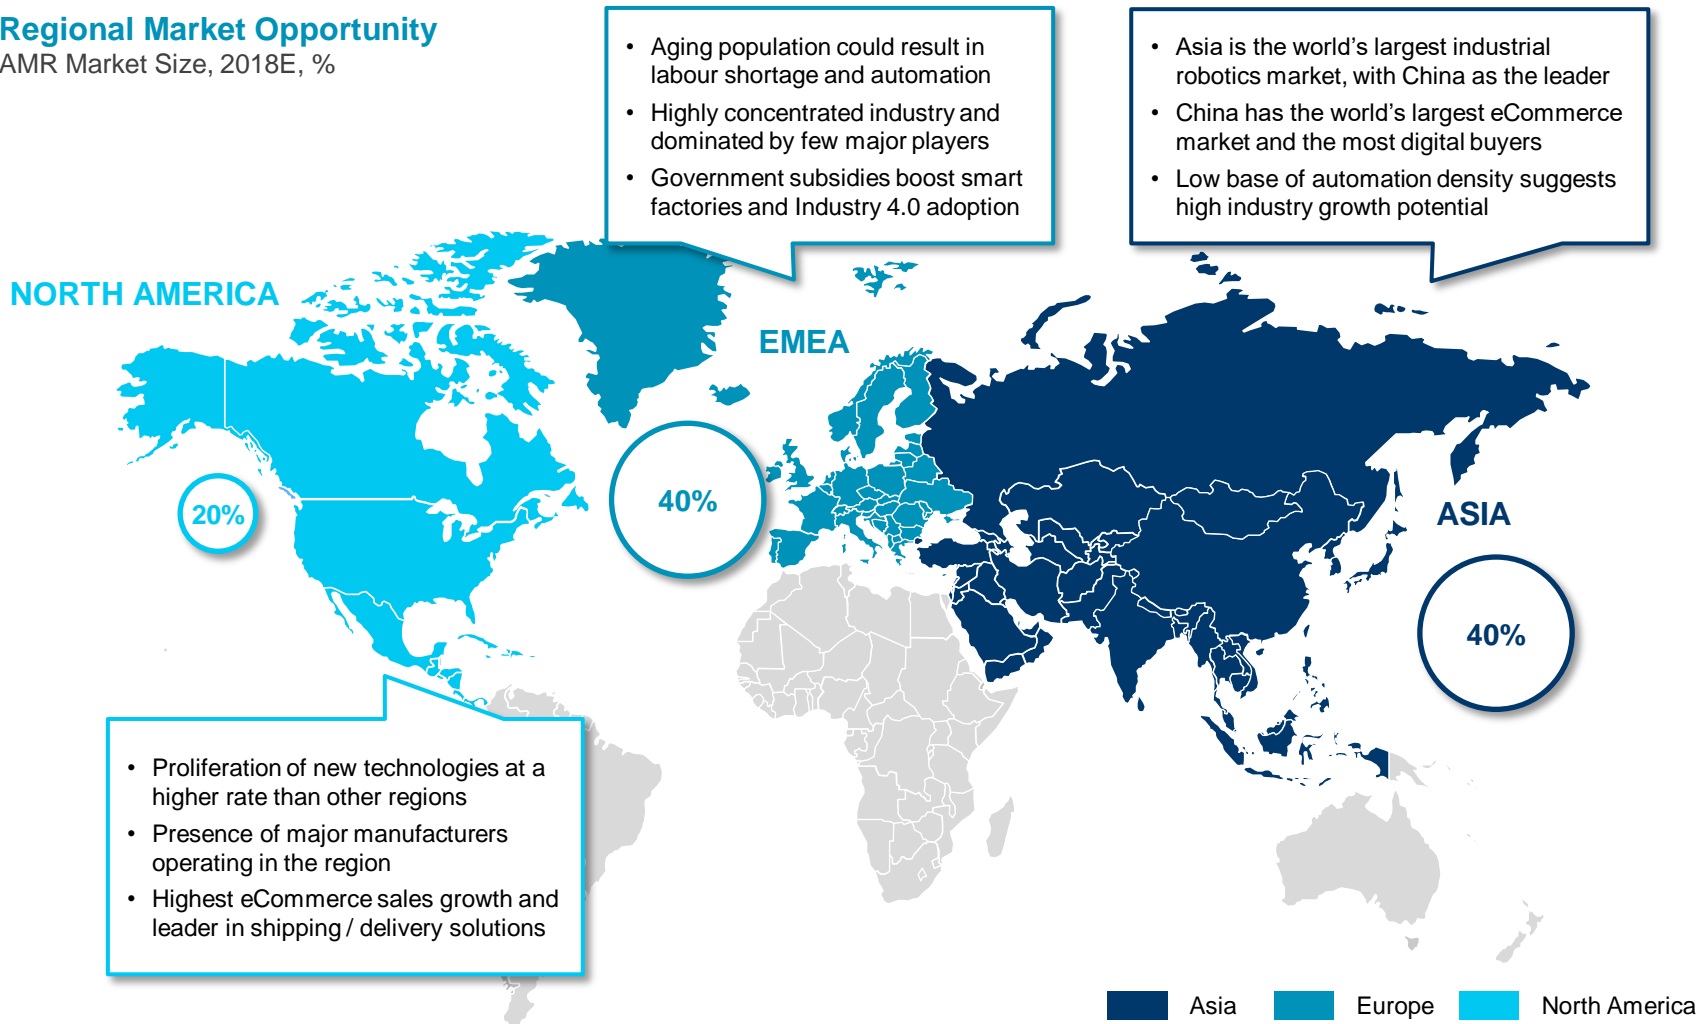 Regional Market Opportunity
AMR Market Size, 2018E, %
• Aging population could result in
labour shortage and automation
• Highly concentrated industry and
dominated by few major players
• Government subsidies boost smart
factories and Industry 4.0 adoption
• Asia is the world's largest industrial
robotics market, with China as the leader
• China has the world's largest eCommerce
market and the most digital buyers
• Low base of automation density suggests
high industry growth potential
NORTH AMERICA
EMEA
20%
40%
ASIA
40%
• Proliferation of new technologies at a
higher rate than other regions
• Presence of major manufacturers
operating in the region
• Highest eCommerce sales growth and
leader in shipping / delivery solutions
Asia
Europe
North America